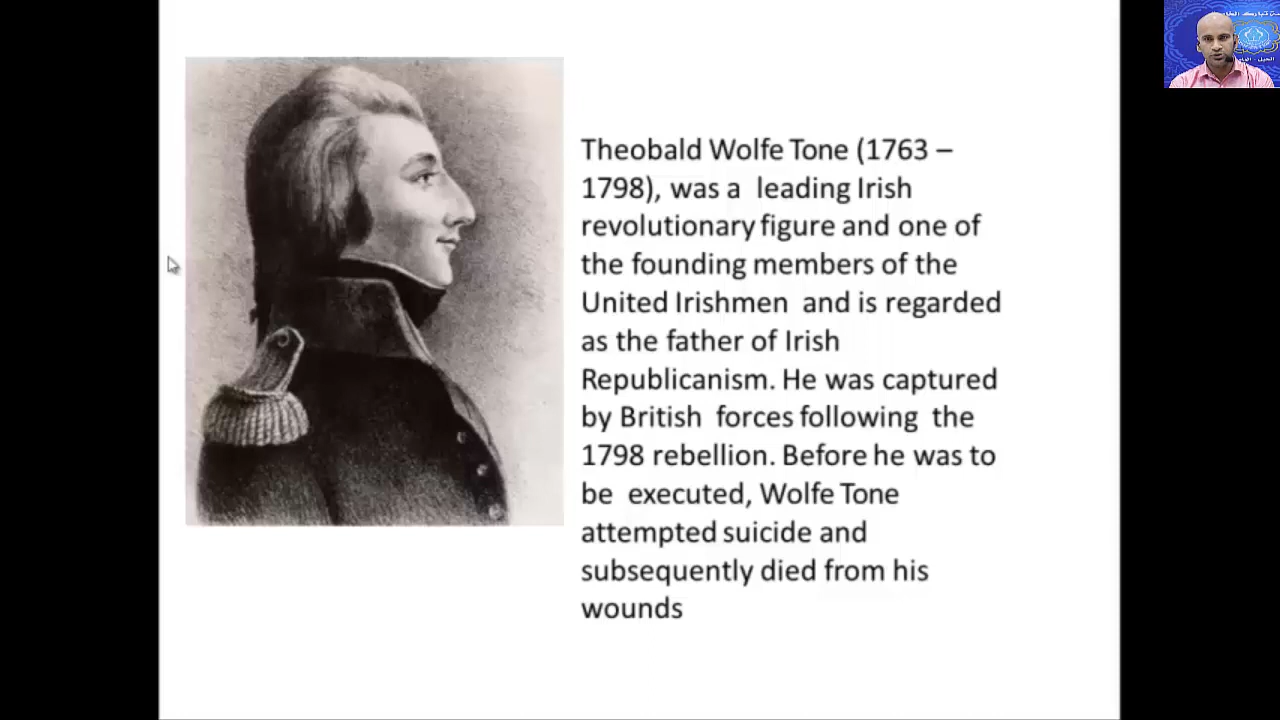 Theobald Wolfe Tone (1763 –
1798), was a leading Irish
revolutionary figure and one of
the founding members of the
United Irishmen and is regarded
as the father of Irish
Republicanism. He was captured
by British forces following the
1798 rebellion. Before he was to
be executed, Wolfe Tone
attempted suicide and
subsequently died from his
wounds